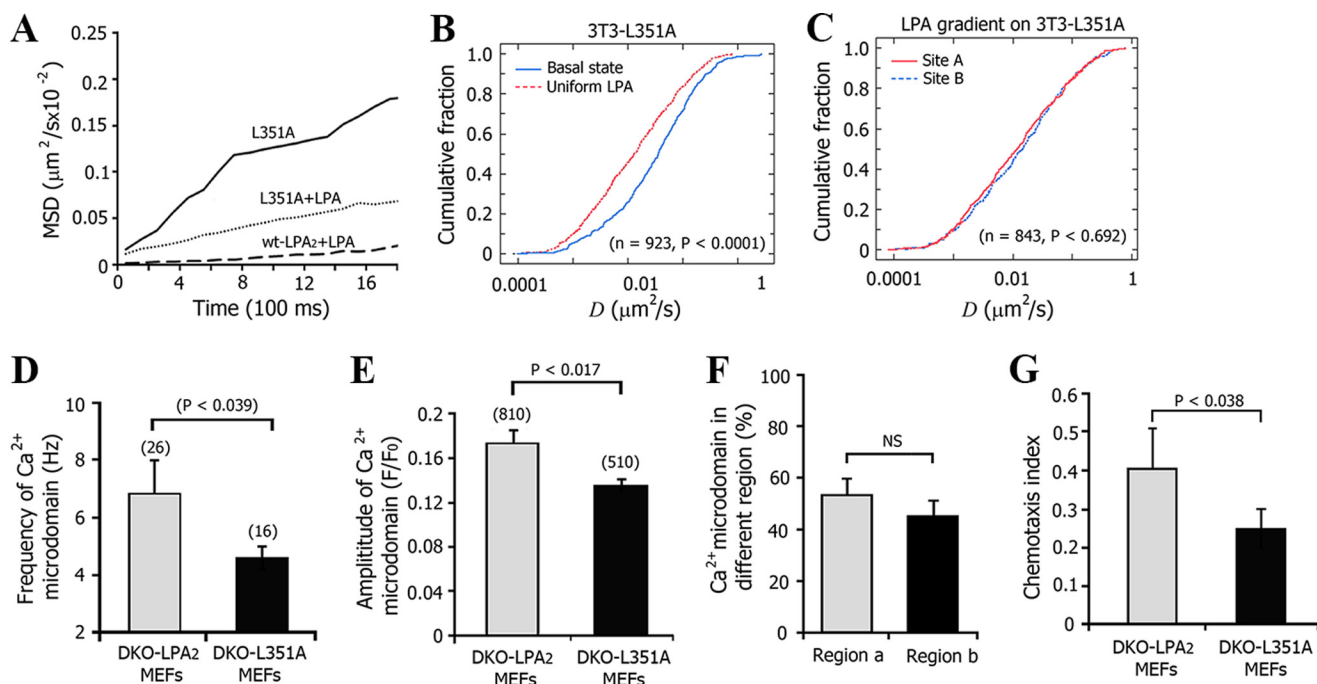 A
0.25
0.2
0.15
0.1
0.05
0
MSD (μm²/sx10⁻²)
L351A
L351A+LPA
wt-LPA₂+LPA
4 8 12 16
Time (100 ms)
B
3T3-L351A
1.0
0.8
0.6
0.4
0.2
0
Cumulative fraction
Basal state
Uniform LPA
(n = 923, P < 0.0001)
0.0001 0.01 1
D (μm²/s)
C
LPA gradient on 3T3-L351A
1.0
0.8
0.6
0.4
0.2
0
Cumulative fraction
Site A
Site B
(n = 843, P < 0.692)
0.0001 0.01 1
D (μm²/s)
D
10
8
6
4
2
Frequency of Ca²⁺
microdomain (Hz)
(P < 0.039)
(26)
(16)
DKO-LPA₂
MEFs
DKO-L351A
MEFs
E
0.2
0.16
0.12
0.08
0.04
0
Amplititude of Ca²⁺
microdomain (F/F₀)
P < 0.017
(810)
(510)
DKO-LPA₂
MEFs
DKO-L351A
MEFs
F
100
80
60
40
20
0
Ca²⁺microdomain in
different region (%)
NS
Region a
Region b
G
0.6
0.5
0.4
0.3
0.2
0.1
0
Chemotaxis index
P < 0.038
DKO-LPA₂
MEFs
DKO-L351A
MEFs